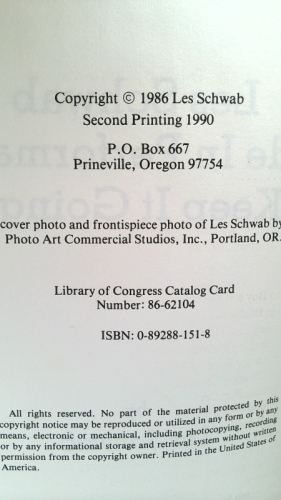 Copyright © 1986 Les Schwab
Second Printing 1990
P.O. Box 667
Prineville, Oregon 97754
cover photo and frontispiece photo of Les Schwab by
Photo Art Commercial Studios, Inc., Portland, OR.
Library of Congress Catalog Card
Number: 86-62104
ISBN: 0-89288-151-8
All rights reserved. No part of the material protected by this
copyright notice may be reproduced or utilized in any form or by any
means, electronic or mechanical, including photocopying, recording
or by any informational storage and retrieval system without written
permission from the copyright owner. Printed in the United States of
America.